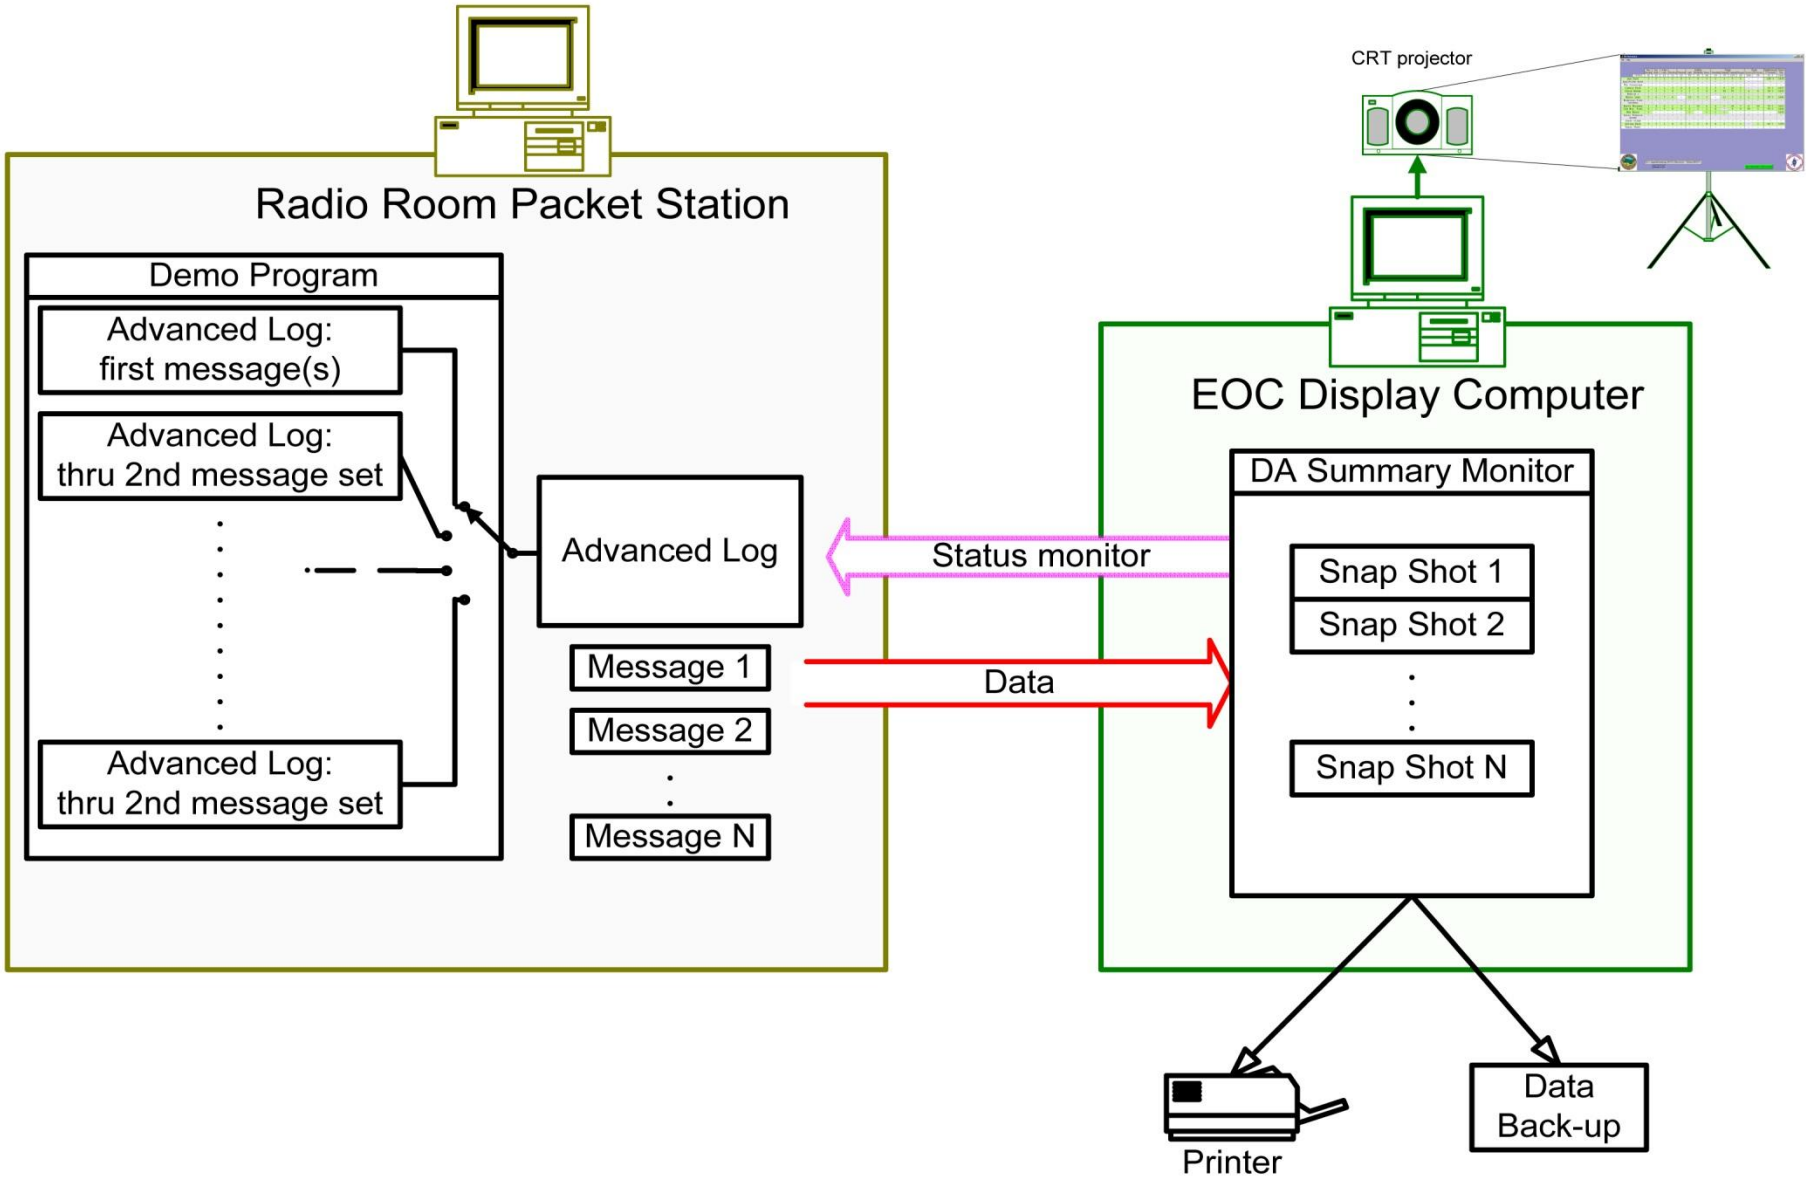 CRT projector
Radio Room Packet Station
Demo Program
Advanced Log:
first message(s)
Advanced Log:
thru 2nd message set
Advanced Log:
thru 2nd message set
Advanced Log
Message 1
Message 2
Message N
Status monitor
Data
EOC Display Computer
DA Summary Monitor
Snap Shot 1
Snap Shot 2
Snap Shot N
Printer
Data
Back-up